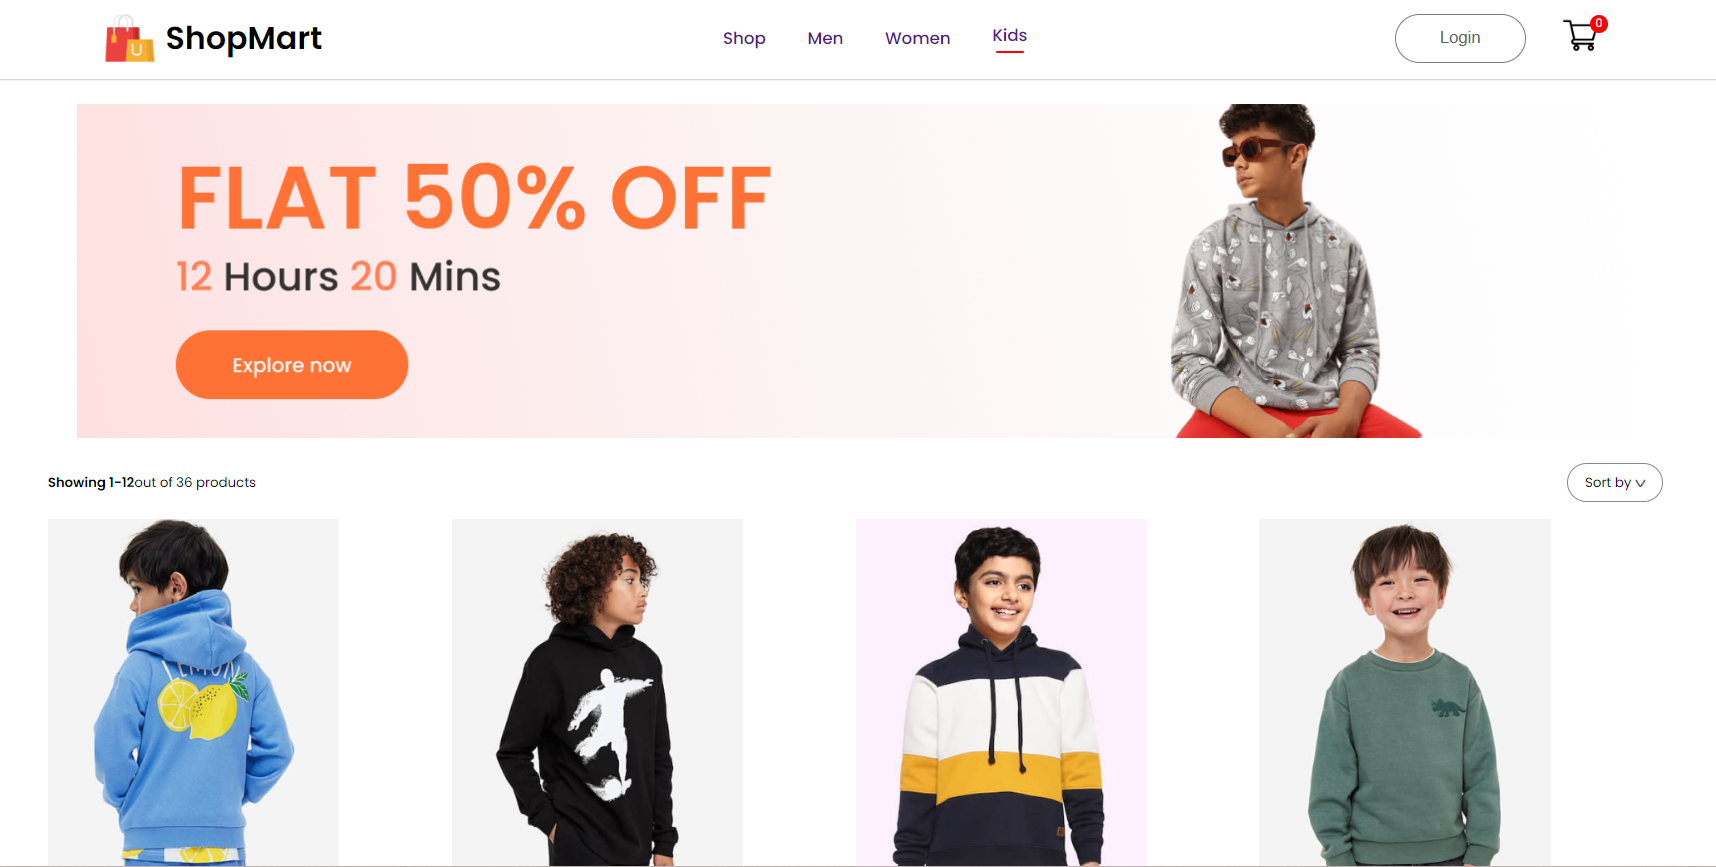 U
ShopMart
Shop Men Women Kids
Login
0
FLAT 50% OFF
12 Hours 20 Mins
Explore now
Showing 1-12out of 36 products
Sort by
LEMON